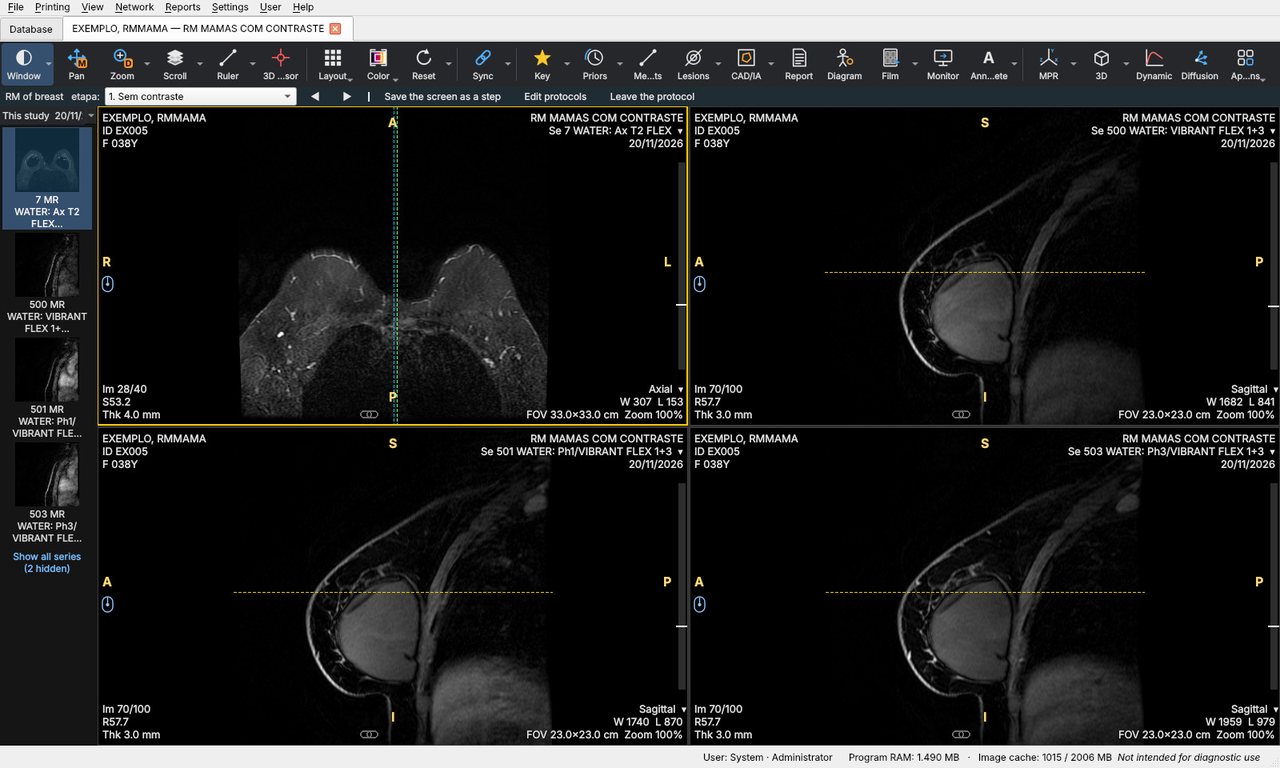 File Printing View Network Reports Settings User Help
Database EXEMPLO, RMMAMA — RM MAMAS COM CONTRASTE
Window Pan Zoom Scroll Ruler 3D ...sor Layout Color Reset Sync Key Priors Me...ts Lesions CAD/IA Report Diagram Film Monitor Ann...ete MPR 3D Dynamic Diffusion Ap...ns
RM of breast etapa: 1. Sem contraste Save the screen as a step Edit protocols Leave the protocol
This study 20/11/
7 MR
WATER: Ax T2
FLEX...
500 MR
WATER: VIBRANT
FLEX 1+...
501 MR
WATER: Ph1/
VIBRANT FLE...
503 MR
WATER: Ph3/
VIBRANT FLE...
Show all series
(2 hidden)
EXEMPLO, RMMAMA
ID EX005
F 038Y
A
RM MAMAS COM CONTRASTE
Se 7 WATER: Ax T2 FLEX
20/11/2026
R
L
Im 28/40
S53.2
Thk 4.0 mm
P
Axial
W 307 L 153
FOV 33.0×33.0 cm Zoom 100%
EXEMPLO, RMMAMA
ID EX005
F 038Y
S
RM MAMAS COM CONTRASTE
Se 500 WATER: VIBRANT FLEX 1+3
20/11/2026
A
P
Im 70/100
R57.7
Thk 3.0 mm
I
Sagittal
W 1682 L 841
FOV 23.0×23.0 cm Zoom 100%
EXEMPLO, RMMAMA
ID EX005
F 038Y
S
RM MAMAS COM CONTRASTE
Se 501 WATER: Ph1/VIBRANT FLEX 1+3
20/11/2026
A
P
Im 70/100
R57.7
Thk 3.0 mm
I
Sagittal
W 1740 L 870
FOV 23.0×23.0 cm Zoom 100%
EXEMPLO, RMMAMA
ID EX005
F 038Y
S
RM MAMAS COM CONTRASTE
Se 503 WATER: Ph3/VIBRANT FLEX 1+3
20/11/2026
A
P
Im 70/100
R57.7
Thk 3.0 mm
I
Sagittal
W 1959 L 979
FOV 23.0×23.0 cm Zoom 100%
User: System · Administrator Program RAM: 1.490 MB · Image cache: 1015 / 2006 MB Not intended for diagnostic use